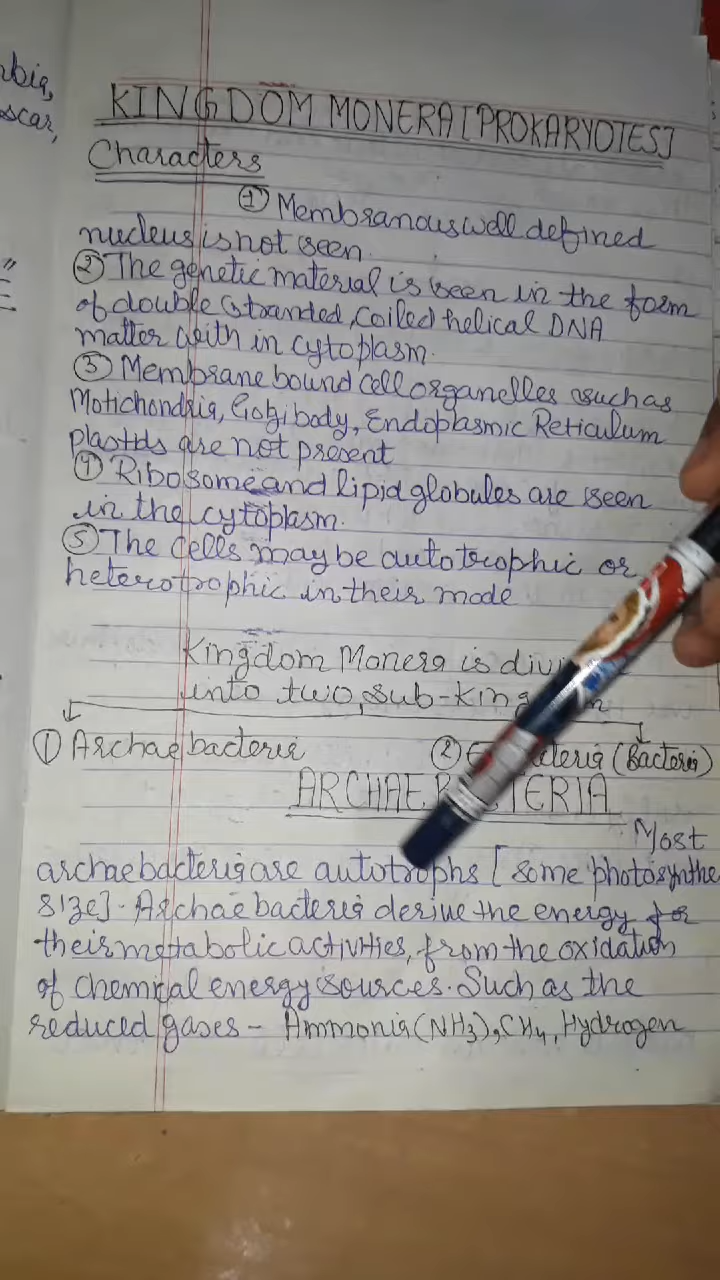 rbia,
scar,
KINGDOM MONERA [PROKARYOTES]
Characters
① Membranous well defined
nucleus is not seen.
② The genetic material is seen in the form
of double stranded, coiled helical DNA
matter with in cytoplasm.
③ Membrane bound cell organelles such as
Motichondria, Golgi body, Endoplasmic Reticulum
plastids are not present
④ Ribosome and lipid globules are seen
in the cytoplasm.
⑤ The cells may be autotrophic or
heterotrophic in their mode
Kingdom Monera is
into two, sub-
① Archaebacteria ② (Bacteria)
ARCHAEBACTERIA
Most
archaebacteria are autotrophs [some photosynthe
size]. Archaebacteria derive the energy for
their metabolic activities, from the oxidation
of chemical energy sources. Such as the
reduced gases - Ammonia (NH3), CH4, Hydrogen